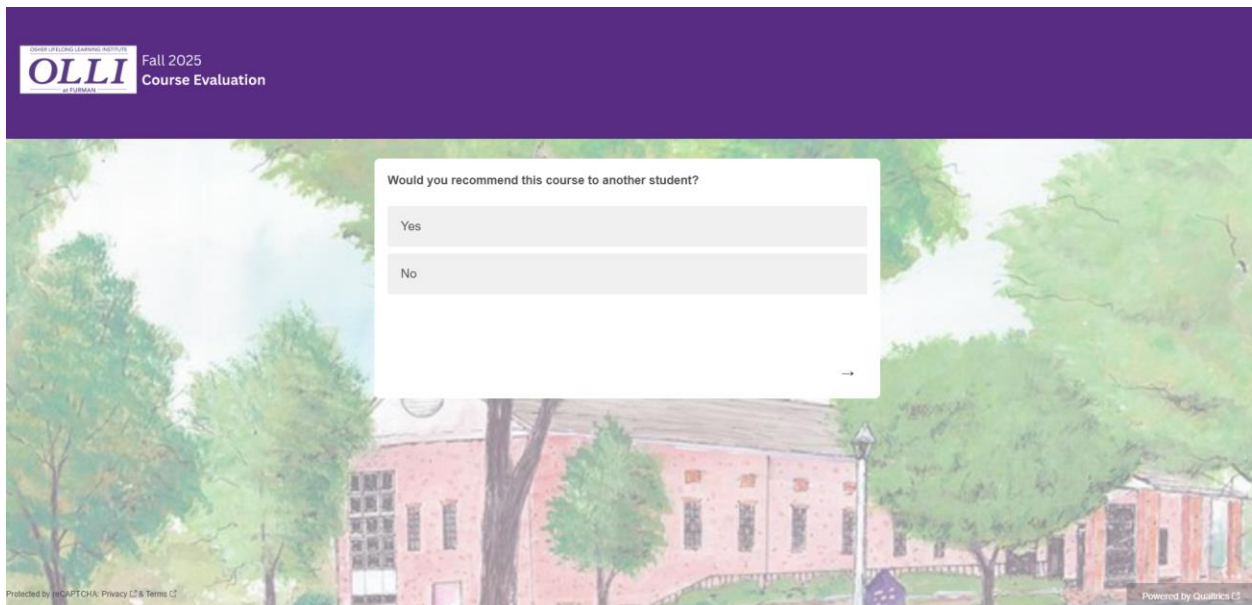 OSHER LIFELONG LEARNING INSTITUTE
OLLI
at FURMAN
Fall 2025
Course Evaluation
Would you recommend this course to another student?
Yes
No
→
Protected by reCAPTCHA: Privacy & Terms
Powered by Qualtrics